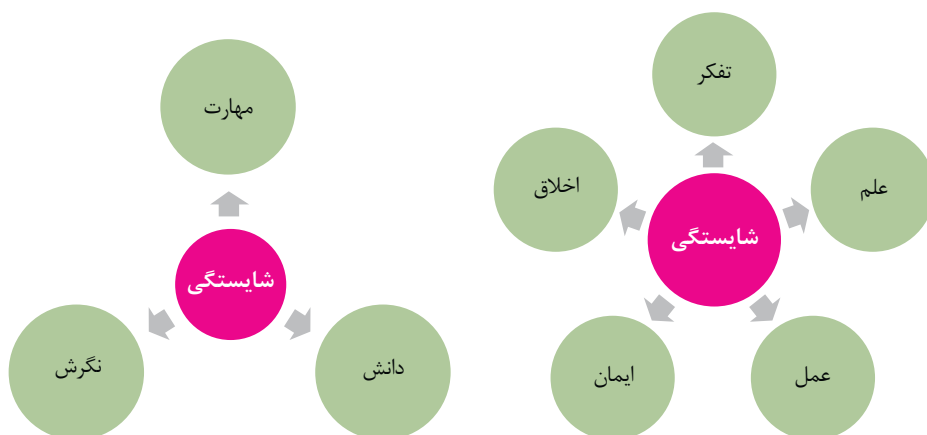 تفکر
علم
اخلاق
شایستگی
عمل
ایمان
مهارت
شایستگی
دانش
نگرش